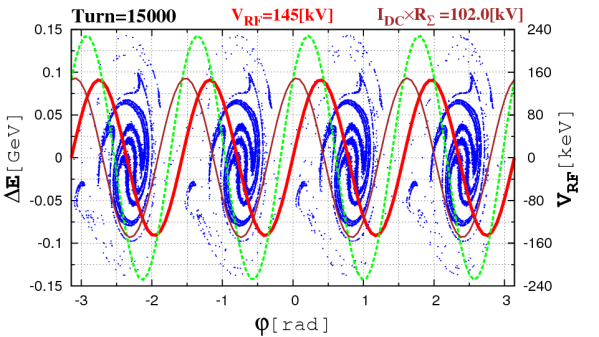 Turn=15000 V_RF=145[kV] I_DC×R_Σ=102.0[kV]
0.15 240
0.1 160
0.05 80
0 0
-0.05 -80
-0.1 -160
-0.15 -240
-3 -2 -1 0 1 2 3
ΔE[GeV]
V_RF[keV]
φ[rad]